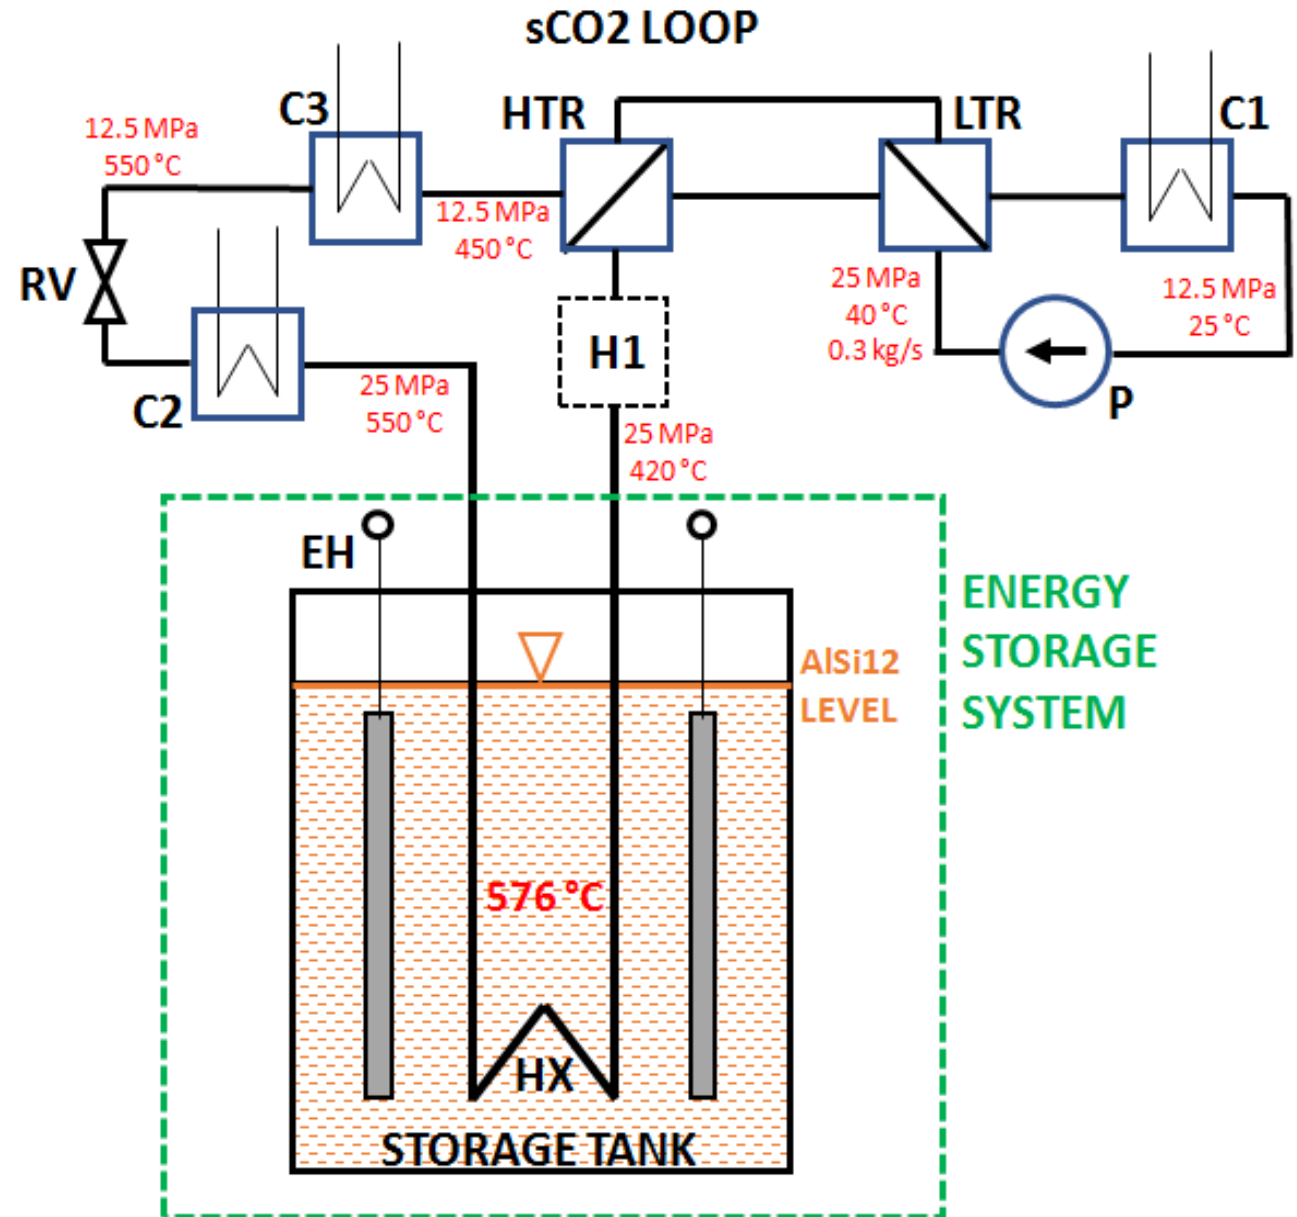 sCO2 LOOP
C3
HTR
LTR
C1
12.5 MPa
550 °C
12.5 MPa
450 °C
RV
25 MPa
40 °C
0.3 kg/s
12.5 MPa
25 °C
H1
P
C2
25 MPa
550 °C
25 MPa
420 °C
EH
ENERGY
STORAGE
SYSTEM
AlSi12
LEVEL
576 °C
HX
STORAGE TANK